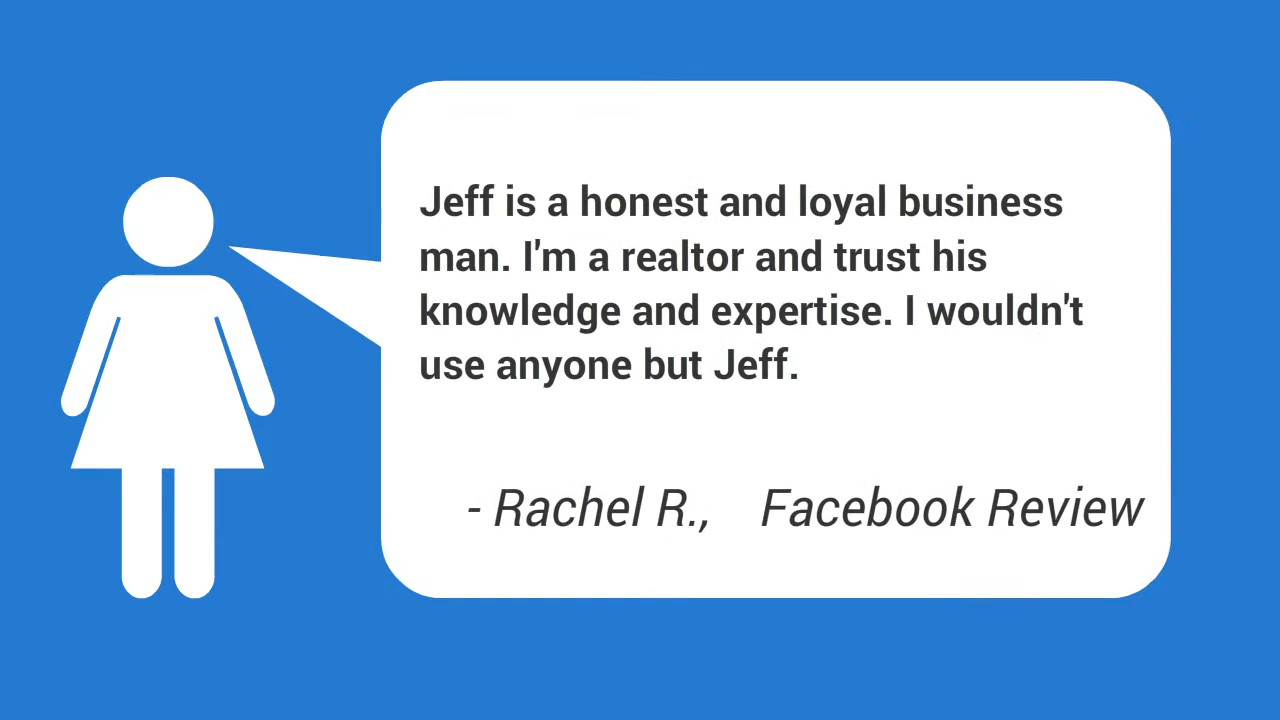 Jeff is a honest and loyal business
man. I'm a realtor and trust his
knowledge and expertise. I wouldn't
use anyone but Jeff.
- Rachel R., Facebook Review